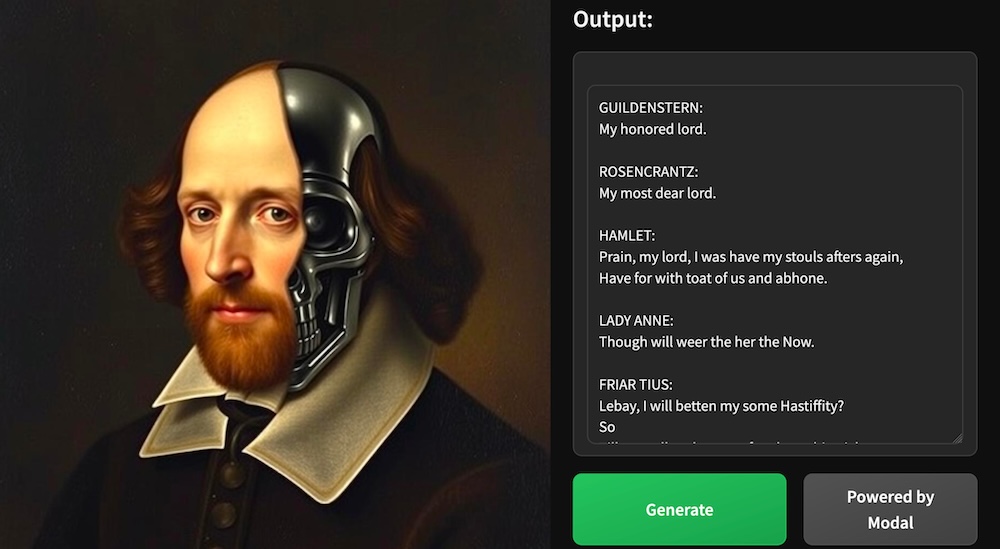 Output:
GUILDENSTERN:
My honored lord.
ROSENCRANTZ:
My most dear lord.
HAMLET:
Prain, my lord, I was have my stouls afters again,
Have for with toat of us and abhone.
LADY ANNE:
Though will weer the her the Now.
FRIAR TIUS:
Lebay, I will betten my some Hastiffity?
So
Generate
Powered by
Modal